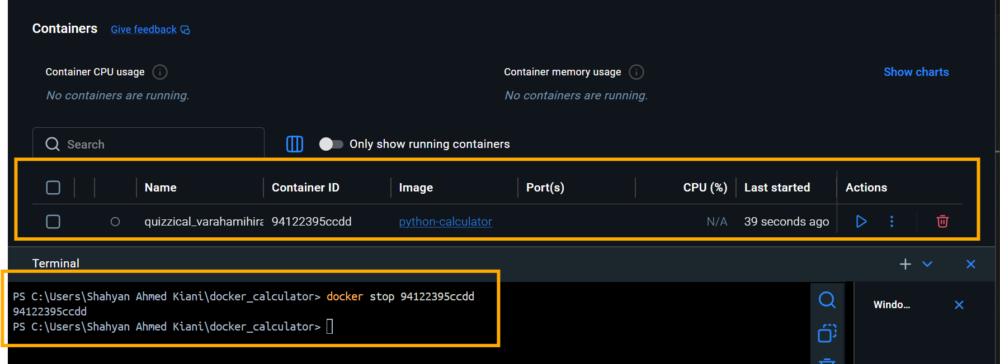 Containers Give feedback
Container CPU usage Container memory usage Show charts
No containers are running. No containers are running.
Search Only show running containers
Name Container ID Image Port(s) CPU (%) Last started Actions
quizzical_varahamihira 94122395ccdd python-calculator N/A 39 seconds ago
Terminal
PS C:\Users\Shahyan Ahmed Kiani\docker_calculator> docker stop 94122395ccdd
94122395ccdd
PS C:\Users\Shahyan Ahmed Kiani\docker_calculator>
Windo...